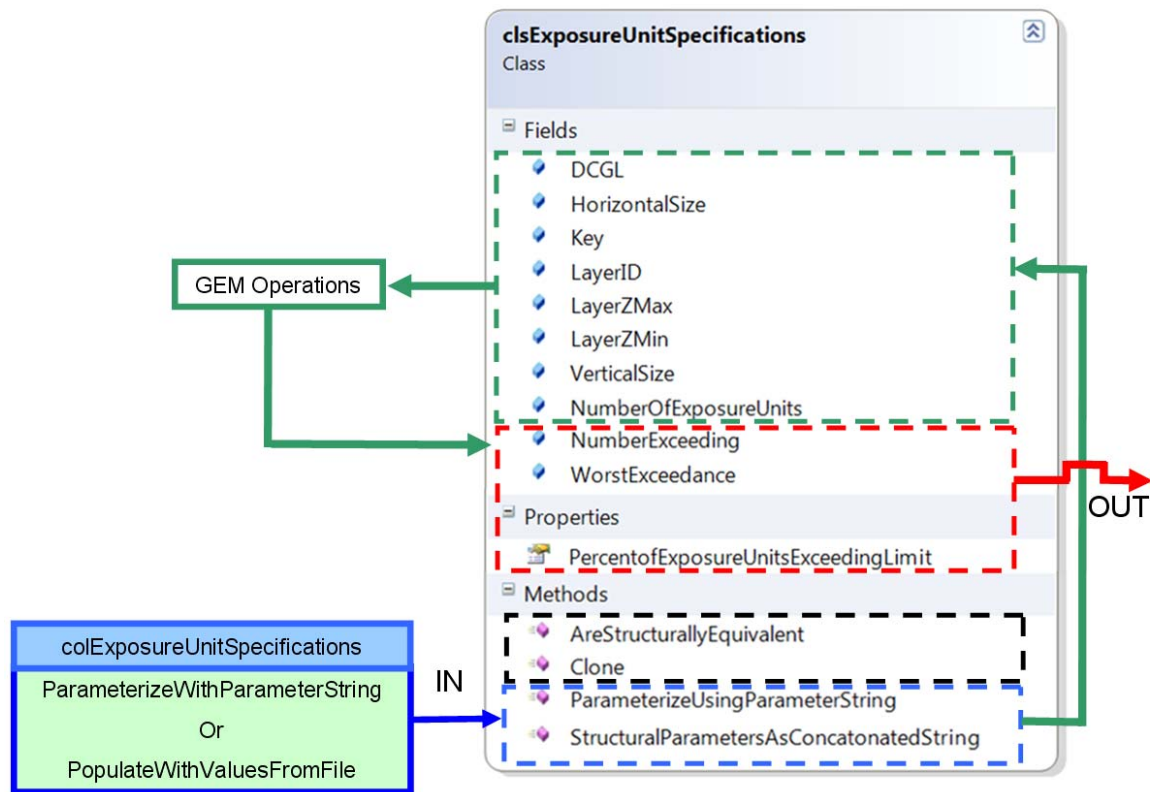 clsExposureUnitSpecifications
Class
Fields
DCGL
HorizontalSize
Key
LayerID
LayerZMax
LayerZMin
VerticalSize
NumberOfExposureUnits
NumberExceeding
WorstExceedance
Properties
PercentofExposureUnitsExceedingLimit
Methods
AreStructurallyEquivalent
Clone
ParameterizeUsingParameterString
StructuralParametersAsConcatonatedString
GEM Operations
OUT
colExposureUnitSpecifications
ParameterizeWithParameterString
Or
PopulateWithValuesFromFile
IN